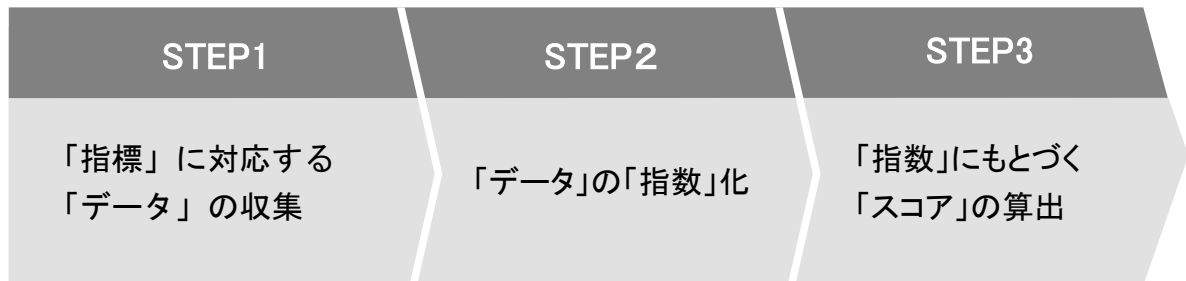 STEP1
「指標」に対応する
「データ」の収集
STEP2
「データ」の「指数」化
STEP3
「指数」にもとづく
「スコア」の算出